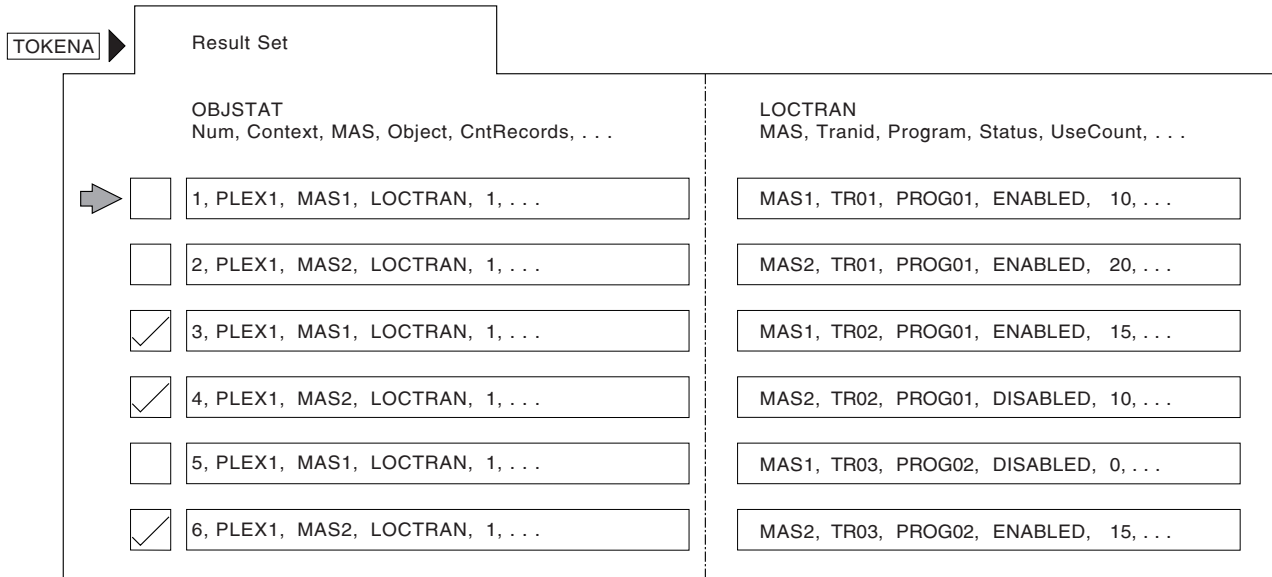 TOKENA
Result Set
OBJSTAT
Num, Context, MAS, Object, CntRecords, . . .
LOCTRAN
MAS, Tranid, Program, Status, UseCount, . . .
1, PLEX1, MAS1, LOCTRAN, 1, . . .
MAS1, TR01, PROG01, ENABLED, 10, . . .
2, PLEX1, MAS2, LOCTRAN, 1, . . .
MAS2, TR01, PROG01, ENABLED, 20, . . .
3, PLEX1, MAS1, LOCTRAN, 1, . . .
MAS1, TR02, PROG01, ENABLED, 15, . . .
4, PLEX1, MAS2, LOCTRAN, 1, . . .
MAS2, TR02, PROG01, DISABLED, 10, . . .
5, PLEX1, MAS1, LOCTRAN, 1, . . .
MAS1, TR03, PROG02, DISABLED, 0, . . .
6, PLEX1, MAS2, LOCTRAN, 1, . . .
MAS2, TR03, PROG02, ENABLED, 15, . . .